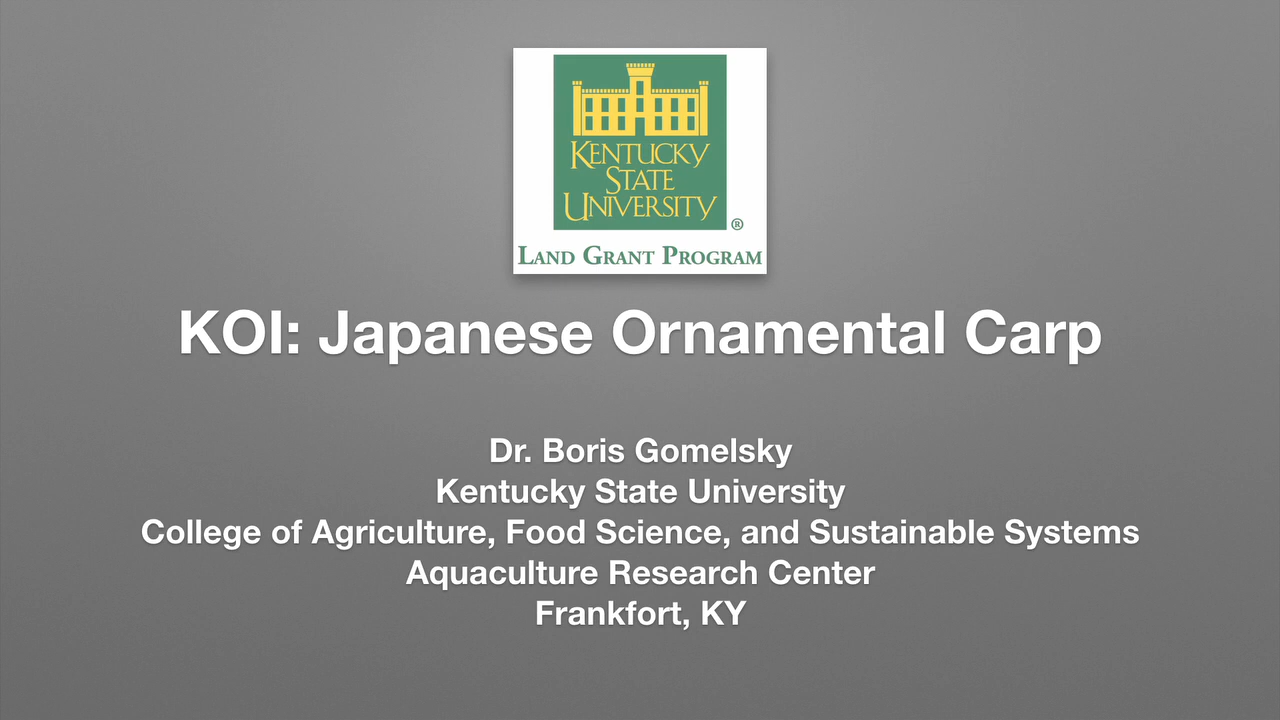 KENTUCKY
STATE
UNIVERSITY
®
LAND GRANT PROGRAM
KOI: Japanese Ornamental Carp
Dr. Boris Gomelsky
Kentucky State University
College of Agriculture, Food Science, and Sustainable Systems
Aquaculture Research Center
Frankfort, KY